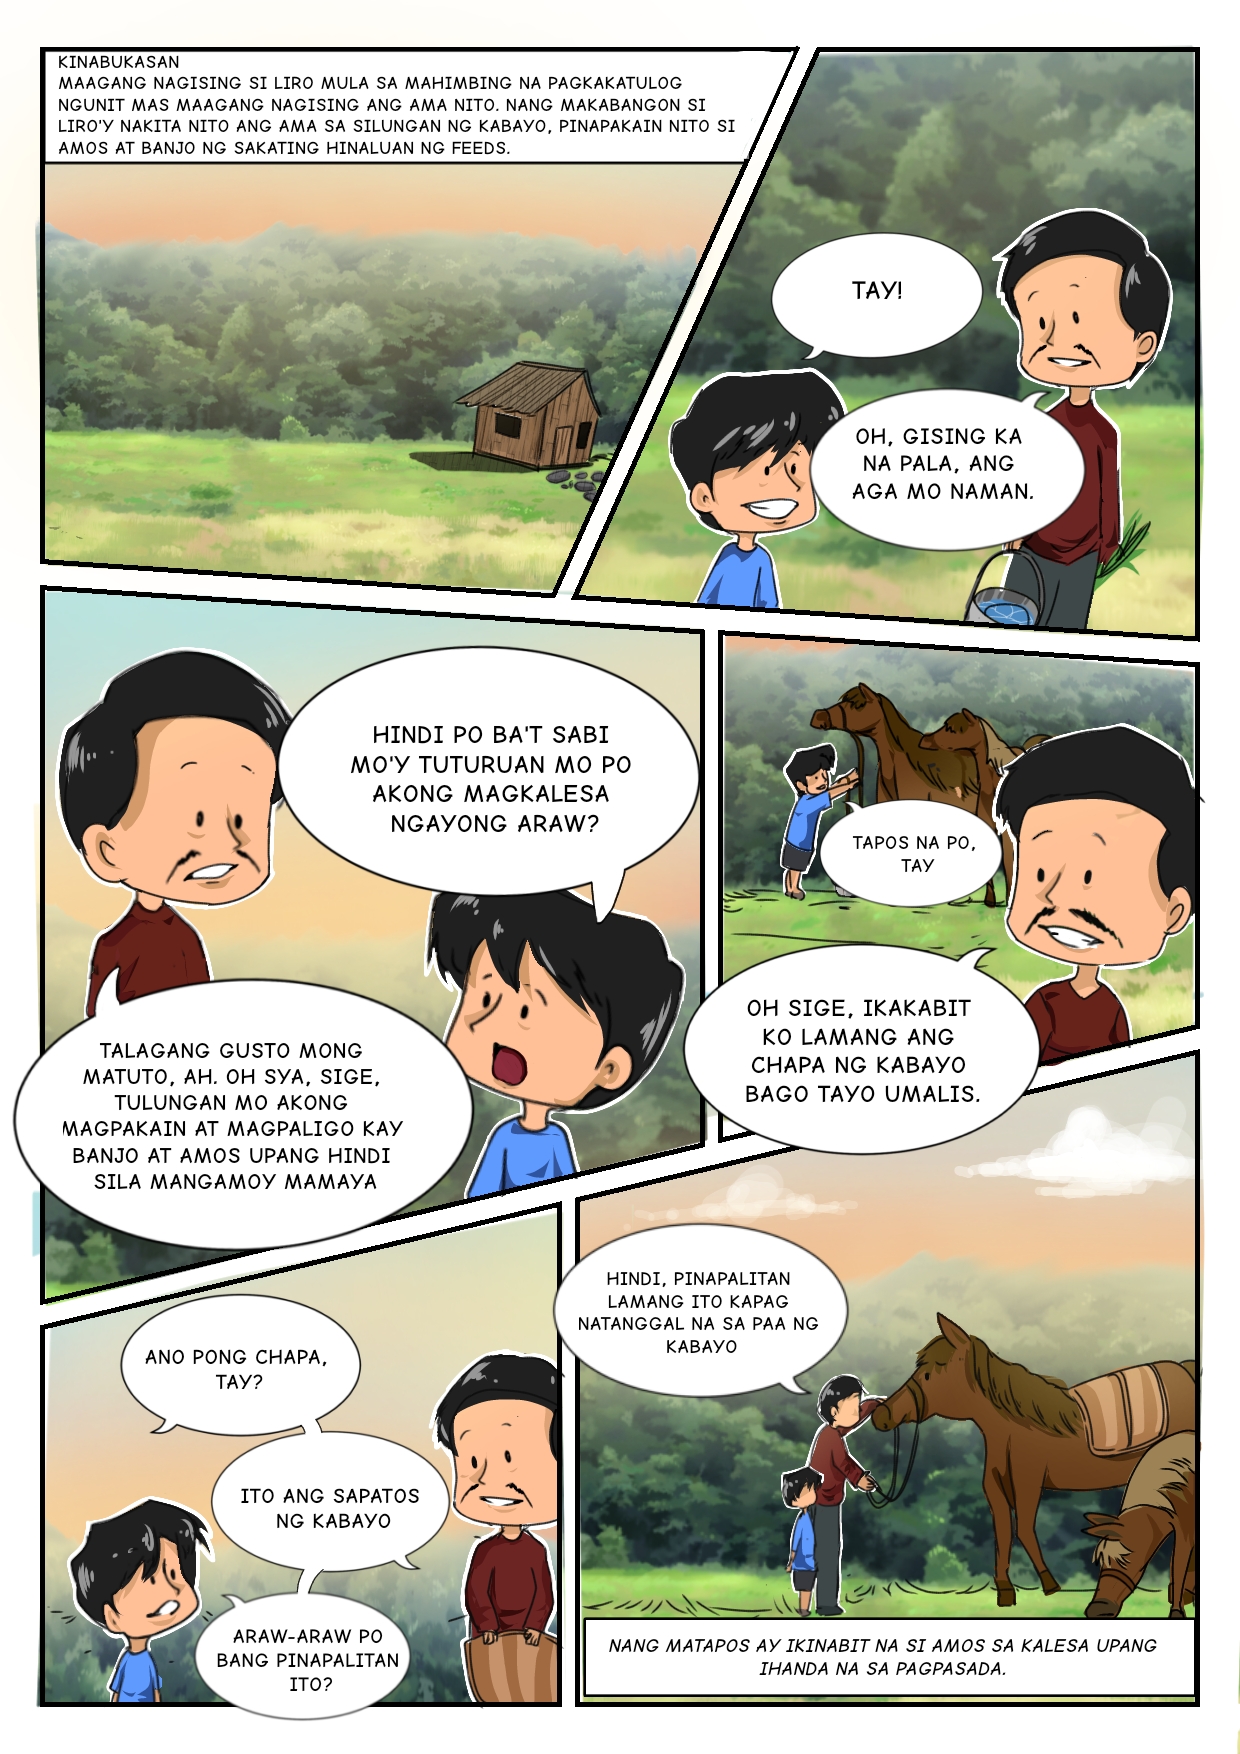 KINABUKASAN
MAAGANG NAGISING SI LIRO MULA SA MAHIMBING NA PAGKAKATULOG
NGUNIT MAS MAAGANG NAGISING ANG AMA NITO. NANG MAKABANGON SI
LIRO'Y NAKITA NITO ANG AMA SA SILUNGAN NG KABAYO, PINAPAKAIN NITO SI
AMOS AT BANJO NG SAKATING HINALUAN NG FEEDS.
TAY!
OH, GISING KA
NA PALA, ANG
AGA MO NAMAN.
HINDI PO BA'T SABI
MO'Y TUTURUAN MO PO
AKONG MAGKALESA
NGAYONG ARAW?
TALAGANG GUSTO MONG
MATUTO, AH. OH SYA, SIGE,
TULUNGAN MO AKONG
MAGPAKAIN AT MAGPALIGO KAY
BANJO AT AMOS UPANG HINDI
SILA MANGAMOY MAMAYA
TAPOS NA PO,
TAY
OH SIGE, IKAKABIT
KO LAMANG ANG
CHAPA NG KABAYO
BAGO TAYO UMALIS.
ANO PONG CHAPA,
TAY?
ITO ANG SAPATOS
NG KABAYO
ARAW-ARAW PO
BANG PINAPALITAN
ITO?
HINDI, PINAPALITAN
LAMANG ITO KAPAG
NATANGGAL NA SA PAA NG
KABAYO
NANG MATAPOS AY IKINABIT NA SI AMOS SA KALESA UPANG
IHANDA NA SA PAGPASADA.